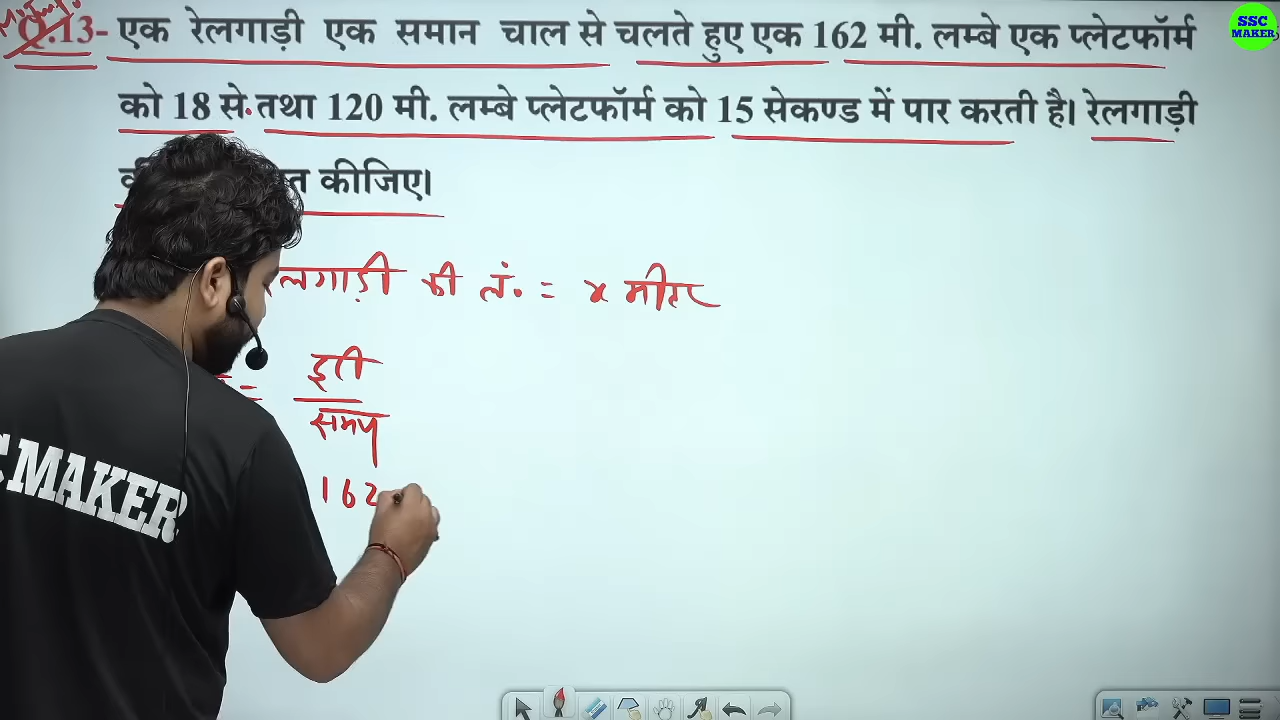 Q.13- एक रेलगाड़ी एक समान चाल से चलते हुए एक 162 मी. लम्बे एक प्लेटफॉर्म
SSC
MAKER
को 18 से. तथा 120 मी. लम्बे प्लेटफॉर्म को 15 सेकण्ड में पार करती है। रेलगाड़ी
कीजिए।
की लं. = x मीटर
दूरी
समय
162
MAKER